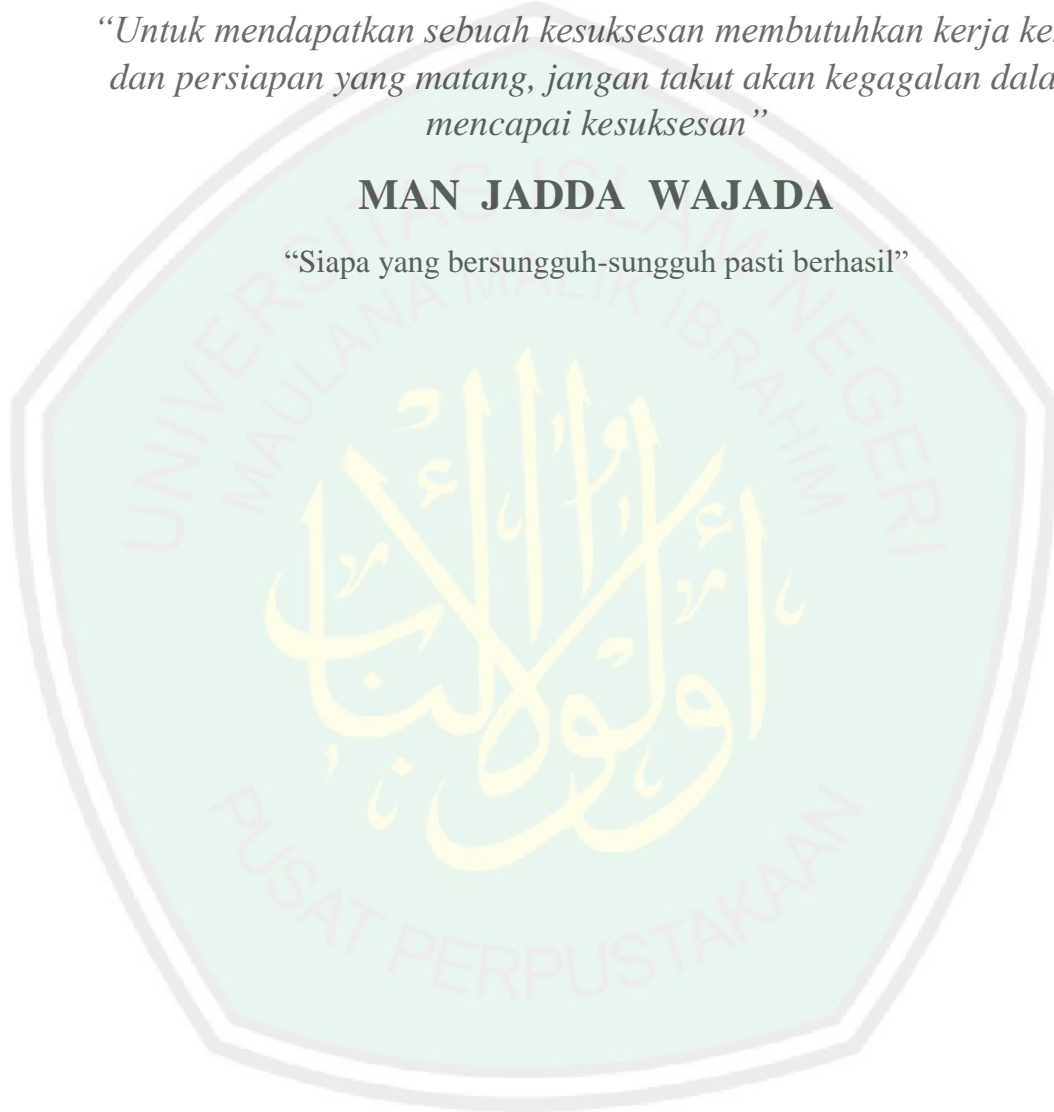 “Untuk mendapatkan sebuah kesuksesan membutuhkan kerja
dan persiapan yang matang, jangan takut akan kegagalan
mencapai kesuksesan”
MAN JADDA WAJADA
“Siapa yang bersungguh-sungguh pasti berhasil”
UNIVERSITAS ISLAM NEGERI
MAULANA MALIK IBRAHIM
أولو الألباب
PUSAT PERPUSTAKAAN